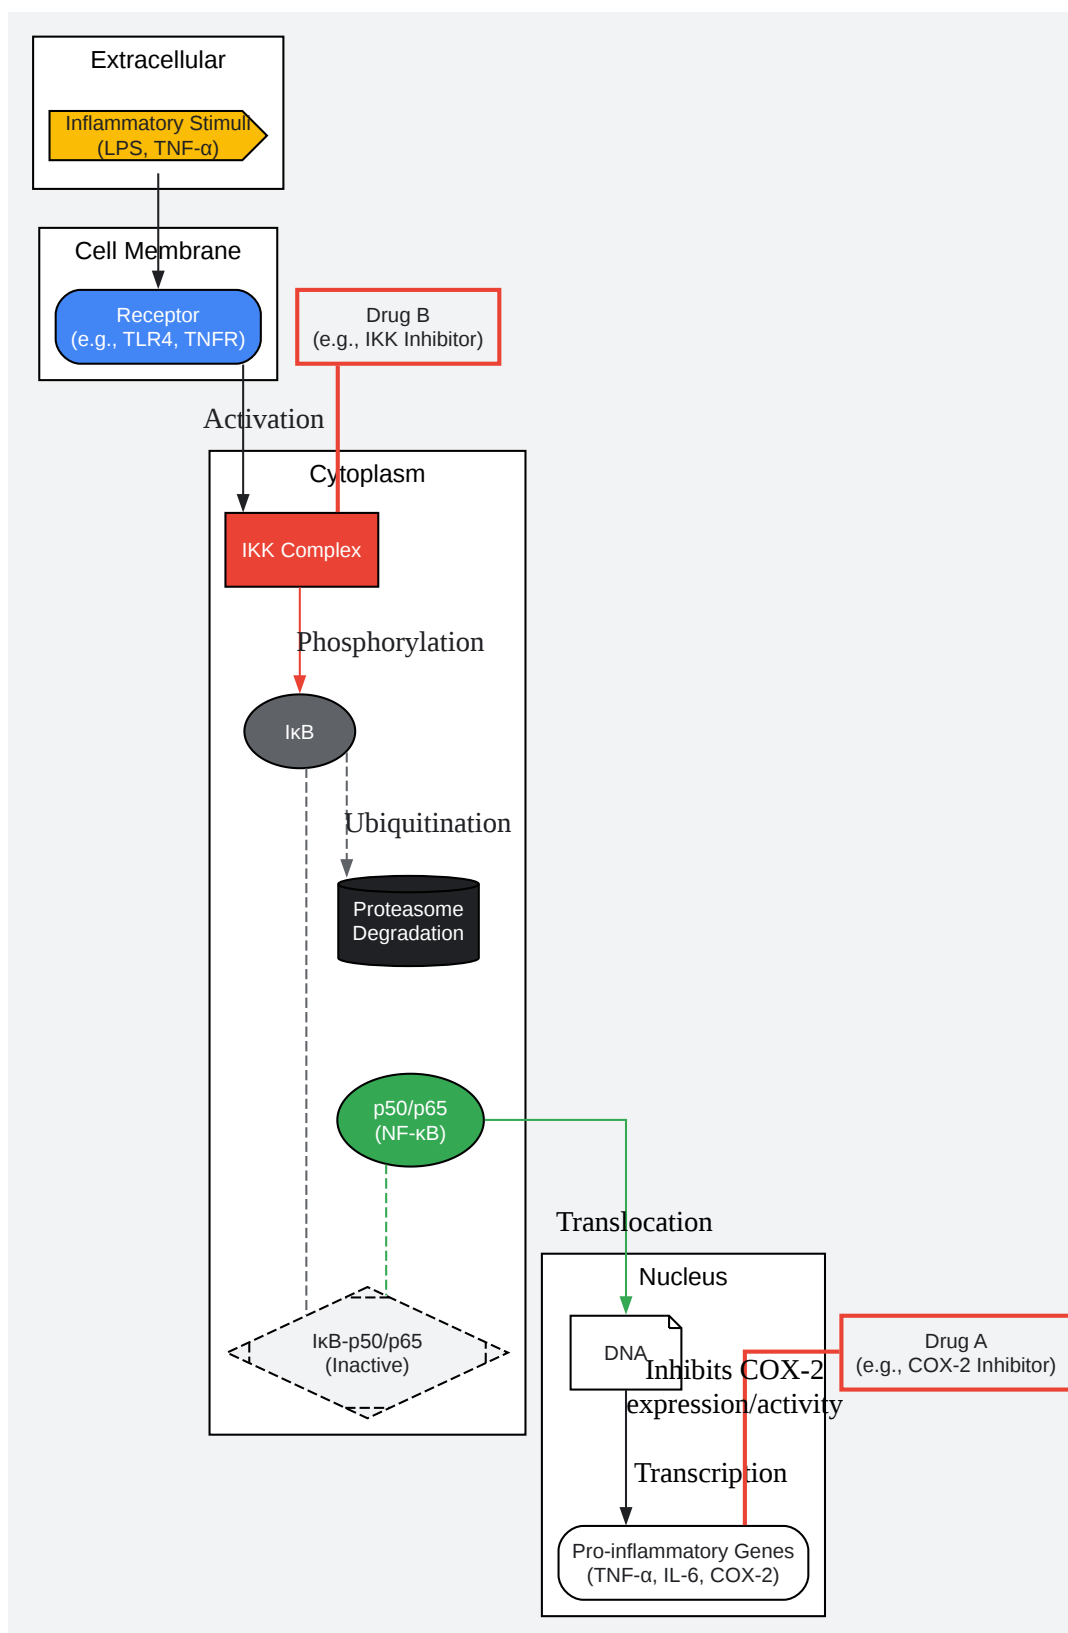 Extracellular
Inflammatory Stimuli
(LPS, TNF-α)
Cell Membrane
Receptor
(e.g., TLR4, TNFR)
Drug B
(e.g., IKK Inhibitor)
Activation
Cytoplasm
IKK Complex
Phosphorylation
IκB
Ubiquitination
Proteasome
Degradation
p50/p65
(NF-κB)
Translocation
Nucleus
IκB-p50/p65
(Inactive)
DNA
Drug A
(e.g., COX-2 Inhibitor)
Inhibits COX-2
expression/activity
Transcription
Pro-inflammatory Genes
(TNF-α, IL-6, COX-2)